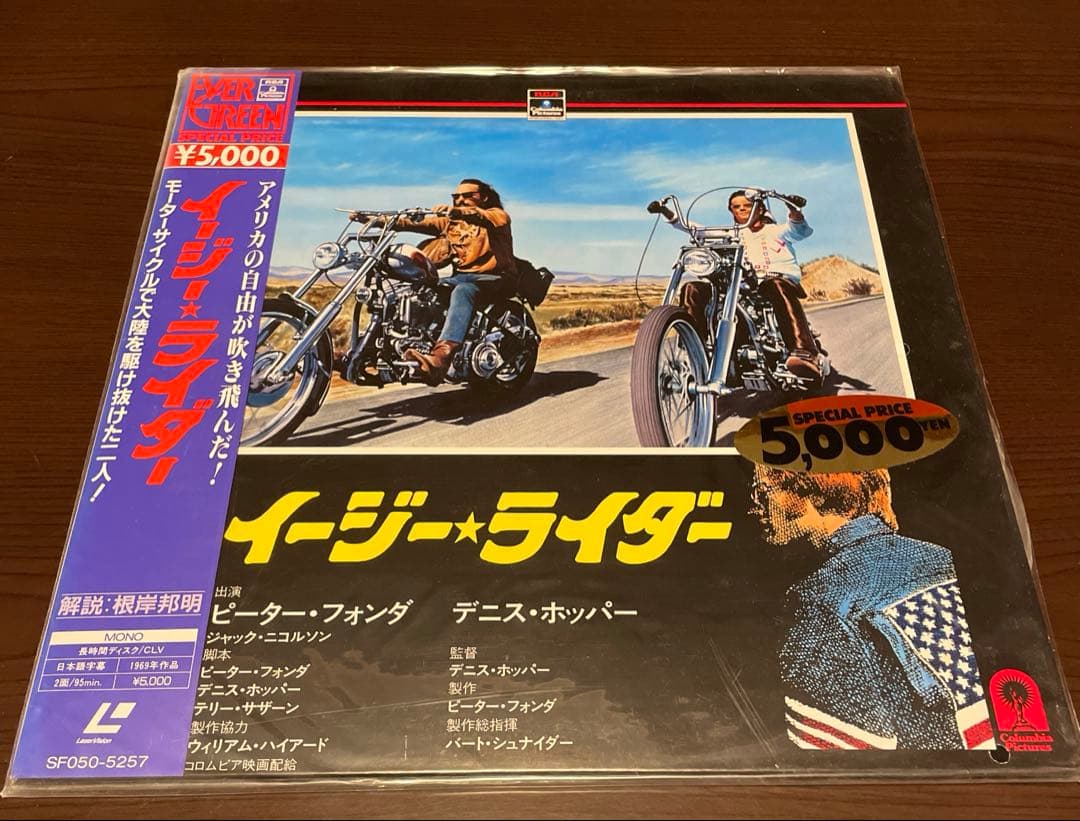 EVER
GREEN
SPECIAL PRICE
¥5,000
RCA
Columbia
Pictures
アメリカの自由が吹き飛んだ!
イージー★ライダー
モーターサイクルで大陸を駆け抜けた二人!
解説:根岸邦明
MONO
長時間ディスク/CLV
日本語字幕 1969年作品
2面/95min. ¥5,000
LaserVision
SF050-5257
SPECIAL PRICE
5,000YEN
イージー★ライダー
出演
ピーター・フォンダ デニス・ホッパー
ジャック・ニコルソン
脚本
ピーター・フォンダ
デニス・ホッパー
テリー・サザーン
製作協力
ウィリアム・ハイアード
コロムビア映画配給
監督
デニス・ホッパー
製作
ピーター・フォンダ
製作総指揮
バート・シュナイダー
Columbia
Pictures